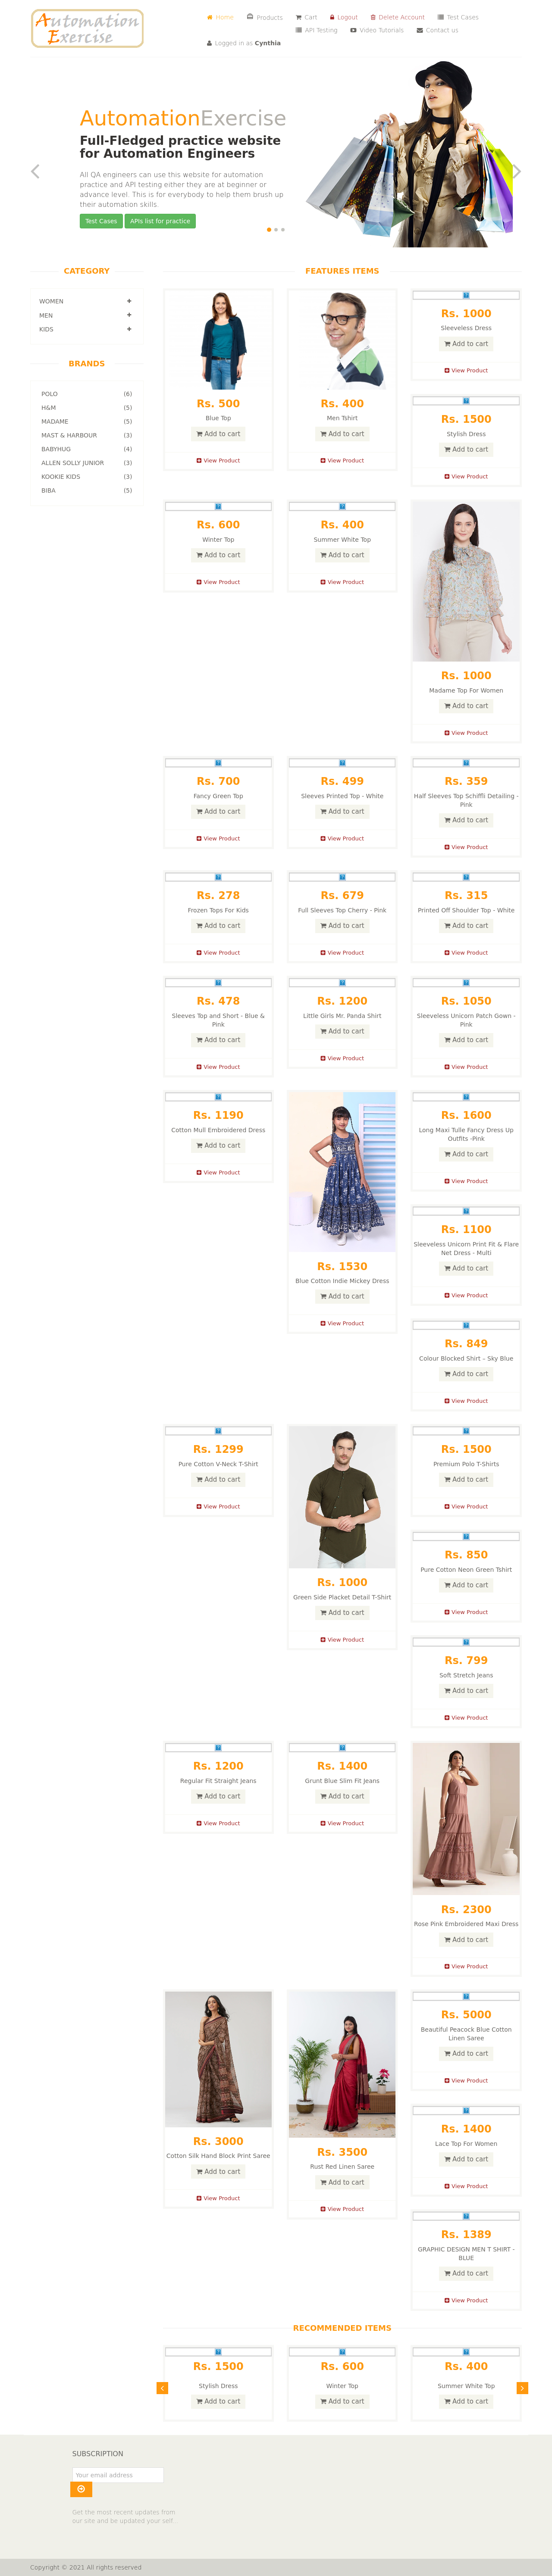 Automation
Exercise
Home
Products
Cart
Logout
Delete Account
Test Cases
API Testing
Video Tutorials
Contact us
Logged in as Cynthia
AutomationExercise
Full-Fledged practice website
for Automation Engineers
All QA engineers can use this website for automation
practice and API testing either they are at beginner or
advance level. This is for everybody to help them brush up
their automation skills.
Test Cases
APIs list for practice
CATEGORY
WOMEN
MEN
KIDS
BRANDS
POLO (6)
H&M (5)
MADAME (5)
MAST & HARBOUR (3)
BABYHUG (4)
ALLEN SOLLY JUNIOR (3)
KOOKIE KIDS (3)
BIBA (5)
FEATURES ITEMS
Rs. 500
Blue Top
Add to cart
View Product
Rs. 400
Men Tshirt
Add to cart
View Product
Rs. 1000
Sleeveless Dress
Add to cart
View Product
Rs. 1500
Stylish Dress
Add to cart
View Product
Rs. 600
Winter Top
Add to cart
View Product
Rs. 400
Summer White Top
Add to cart
View Product
Rs. 1000
Madame Top For Women
Add to cart
View Product
Rs. 700
Fancy Green Top
Add to cart
View Product
Rs. 499
Sleeves Printed Top - White
Add to cart
View Product
Rs. 359
Half Sleeves Top Schiffli Detailing -
Pink
Add to cart
View Product
Rs. 278
Frozen Tops For Kids
Add to cart
View Product
Rs. 679
Full Sleeves Top Cherry - Pink
Add to cart
View Product
Rs. 315
Printed Off Shoulder Top - White
Add to cart
View Product
Rs. 478
Sleeves Top and Short - Blue &
Pink
Add to cart
View Product
Rs. 1200
Little Girls Mr. Panda Shirt
Add to cart
View Product
Rs. 1050
Sleeveless Unicorn Patch Gown -
Pink
Add to cart
View Product
Rs. 1190
Cotton Mull Embroidered Dress
Add to cart
View Product
Rs. 1530
Blue Cotton Indie Mickey Dress
Add to cart
View Product
Rs. 1600
Long Maxi Tulle Fancy Dress Up
Outfits -Pink
Add to cart
View Product
Rs. 1100
Sleeveless Unicorn Print Fit & Flare
Net Dress - Multi
Add to cart
View Product
Rs. 849
Colour Blocked Shirt – Sky Blue
Add to cart
View Product
Rs. 1299
Pure Cotton V-Neck T-Shirt
Add to cart
View Product
Rs. 1000
Green Side Placket Detail T-Shirt
Add to cart
View Product
Rs. 1500
Premium Polo T-Shirts
Add to cart
View Product
Rs. 850
Pure Cotton Neon Green Tshirt
Add to cart
View Product
Rs. 799
Soft Stretch Jeans
Add to cart
View Product
Rs. 1200
Regular Fit Straight Jeans
Add to cart
View Product
Rs. 1400
Grunt Blue Slim Fit Jeans
Add to cart
View Product
Rs. 2300
Rose Pink Embroidered Maxi Dress
Add to cart
View Product
Rs. 3000
Cotton Silk Hand Block Print Saree
Add to cart
View Product
Rs. 3500
Rust Red Linen Saree
Add to cart
View Product
Rs. 5000
Beautiful Peacock Blue Cotton
Linen Saree
Add to cart
View Product
Rs. 1400
Lace Top For Women
Add to cart
View Product
Rs. 1389
GRAPHIC DESIGN MEN T SHIRT -
BLUE
Add to cart
View Product
RECOMMENDED ITEMS
Rs. 1500
Stylish Dress
Add to cart
Rs. 600
Winter Top
Add to cart
Rs. 400
Summer White Top
Add to cart
SUBSCRIPTION
Your email address
Get the most recent updates from
our site and be updated your self...
Copyright © 2021 All rights reserved